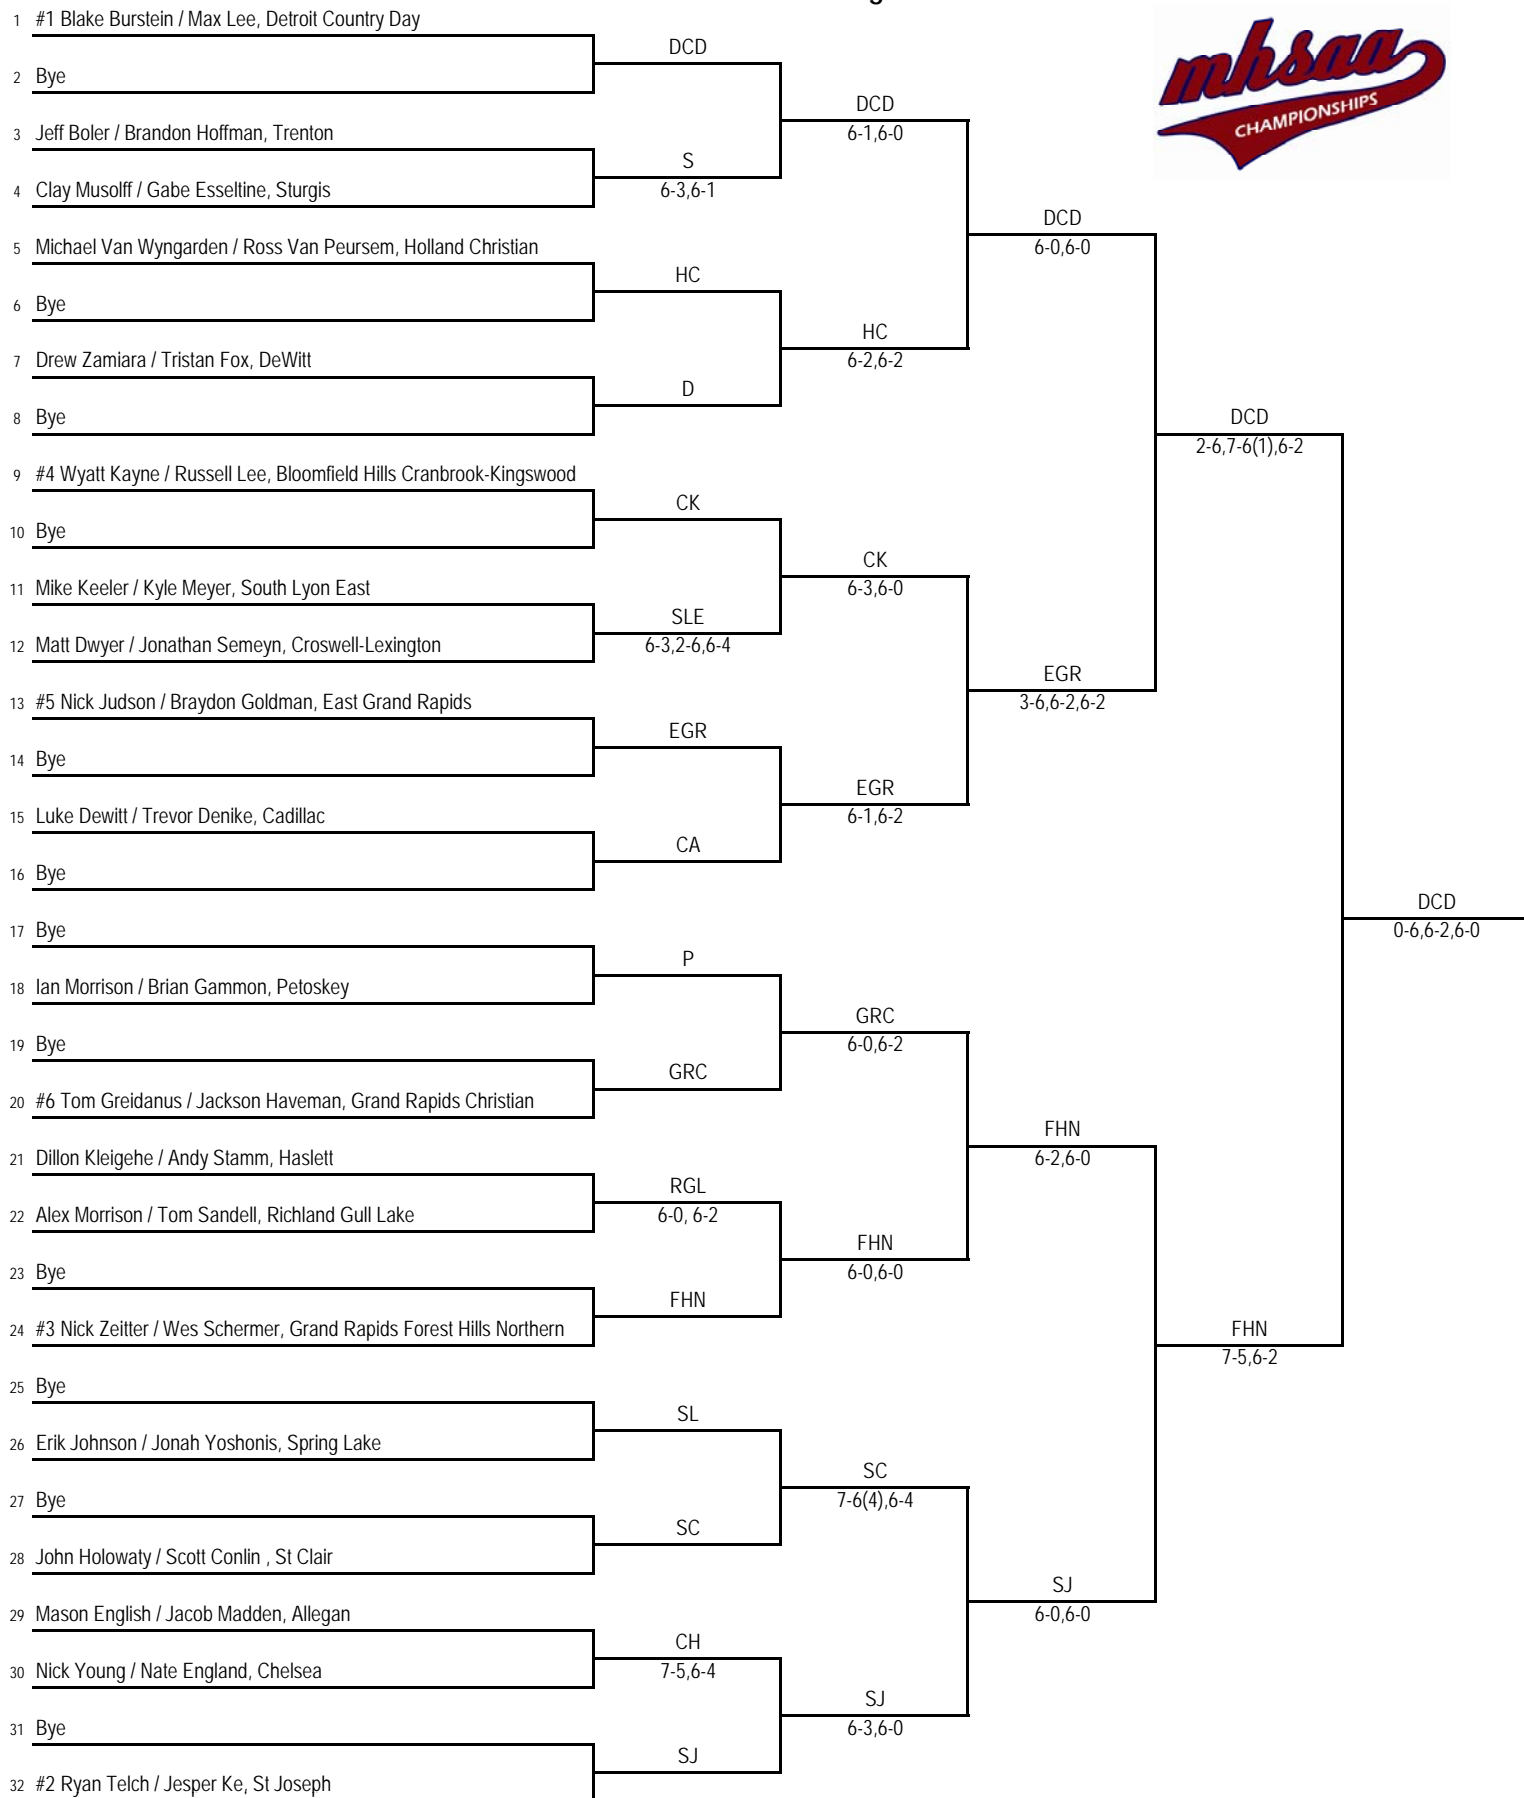 mhsaa
CHAMPIONSHIPS
1 #1 Blake Burstein / Max Lee, Detroit Country Day
DCD
2 Bye
DCD
6-1,6-0
3 Jeff Boler / Brandon Hoffman, Trenton
S
6-3,6-1
4 Clay Musolff / Gabe Esseltine, Sturgis
DCD
6-0,6-0
5 Michael Van Wyngarden / Ross Van Peursem, Holland Christian
HC
6 Bye
HC
6-2,6-2
7 Drew Zamiara / Tristan Fox, DeWitt
D
8 Bye
DCD
2-6,7-6(1),6-2
9 #4 Wyatt Kayne / Russell Lee, Bloomfield Hills Cranbrook-Kingswood
CK
10 Bye
CK
6-3,6-0
11 Mike Keeler / Kyle Meyer, South Lyon East
SLE
6-3,2-6,6-4
12 Matt Dwyer / Jonathan Semeyn, Croswell-Lexington
EGR
3-6,6-2,6-2
13 #5 Nick Judson / Braydon Goldman, East Grand Rapids
EGR
14 Bye
EGR
6-1,6-2
15 Luke Dewitt / Trevor Denike, Cadillac
CA
16 Bye
DCD
0-6,6-2,6-0
17 Bye
P
18 Ian Morrison / Brian Gammon, Petoskey
GRC
6-0,6-2
19 Bye
GRC
20 #6 Tom Greidanus / Jackson Haveman, Grand Rapids Christian
FHN
6-2,6-0
21 Dillon Kleigehe / Andy Stamm, Haslett
RGL
6-0, 6-2
22 Alex Morrison / Tom Sandell, Richland Gull Lake
FHN
6-0,6-0
23 Bye
FHN
24 #3 Nick Zeitter / Wes Schermer, Grand Rapids Forest Hills Northern
FHN
7-5,6-2
25 Bye
SL
26 Erik Johnson / Jonah Yoshonis, Spring Lake
SC
7-6(4),6-4
27 Bye
SC
28 John Holowaty / Scott Conlin , St Clair
SJ
6-0,6-0
29 Mason English / Jacob Madden, Allegan
CH
7-5,6-4
30 Nick Young / Nate England, Chelsea
SJ
6-3,6-0
31 Bye
SJ
32 #2 Ryan Telch / Jesper Ke, St Joseph